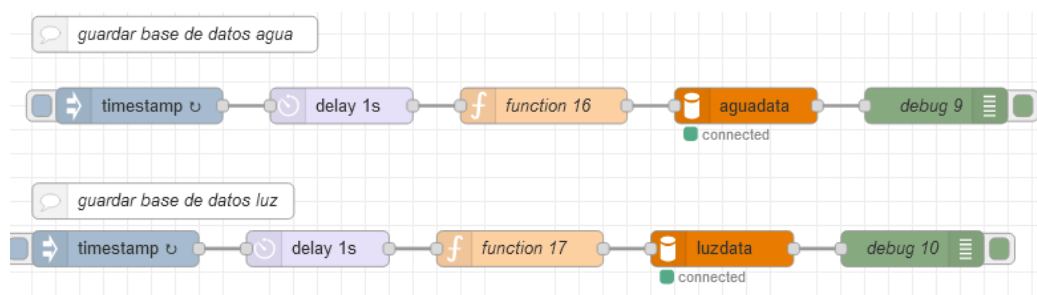 guardar base de datos agua
timestamp ↻ delay 1s function 16 aguadata debug 9
connected
guardar base de datos luz
timestamp ↻ delay 1s function 17 luzdata debug 10
connected